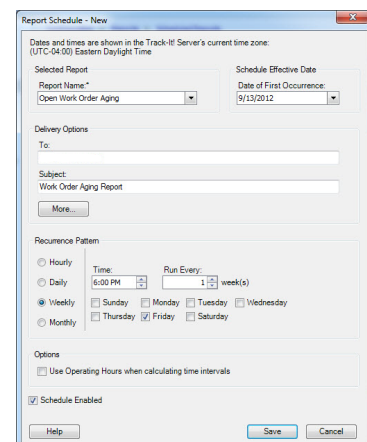 Report Schedule - New
Dates and times are shown in the Track-It! Server's current time zone:
(UTC-04:00) Eastern Daylight Time
Selected Report
Report Name:*
Open Work Order Aging
Schedule Effective Date
Date of First Occurrence:
9/13/2012
Delivery Options
To:
Subject:
Work Order Aging Report
More...
Recurrence Pattern
Hourly
Daily
Weekly
Monthly
Time:
6:00 PM
Run Every:
1 week(s)
Sunday Monday Tuesday Wednesday
Thursday Friday Saturday
Options
Use Operating Hours when calculating time intervals
Schedule Enabled
Help Save Cancel